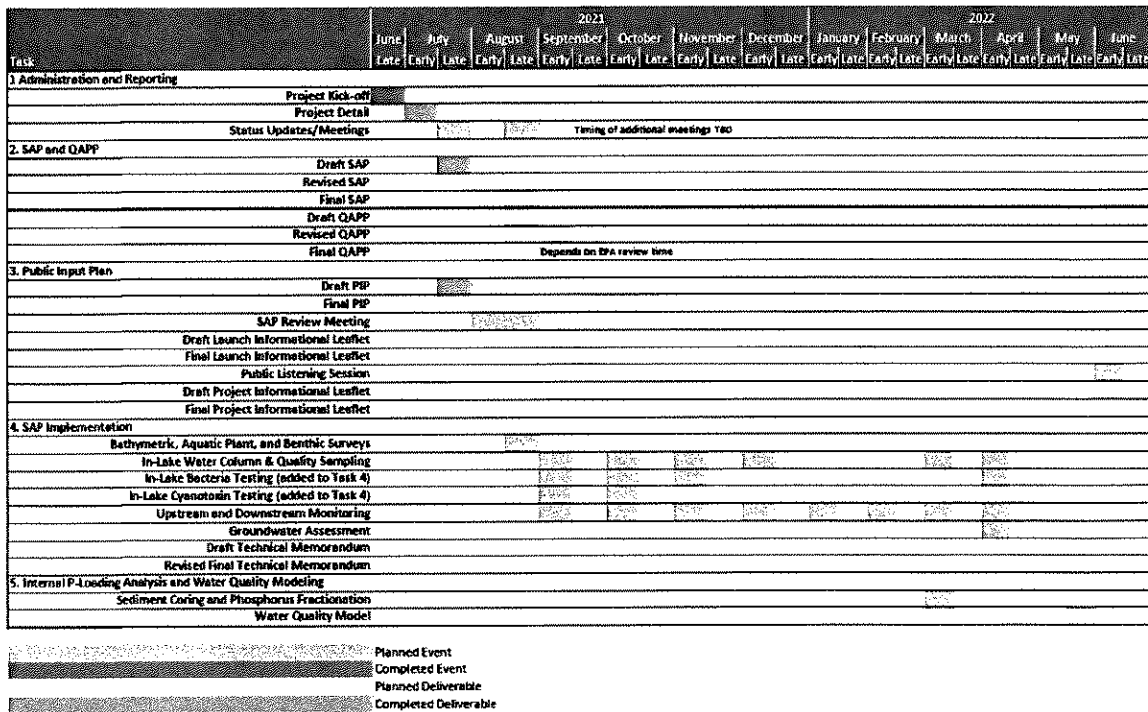 2021 2022
June July August September October November December January February March April May June
Task Late Early Late Early Late Early Late Early Late Early Late Early Late Early Late Early Late Early Late Early Late Early Late Early Late
1 Administration and Reporting
Project Kick-off
Project Detail
Status Updates/Meetings Timing of additional meetings TBD
2. SAP and QAPP
Draft SAP
Revised SAP
Final SAP
Draft QAPP
Revised QAPP
Final QAPP Depends on EPA review time
3. Public Input Plan
Draft PIP
Final PIP
SAP Review Meeting
Draft Launch Informational Leaflet
Final Launch Informational Leaflet
Public Listening Session
Draft Project Informational Leaflet
Final Project Informational Leaflet
4. SAP Implementation
Bathymetric, Aquatic Plant, and Benthic Surveys
In-Lake Water Column & Quality Sampling
In-Lake Bacteria Testing (added to Task 4)
In-Lake Cyanotoxin Testing (added to Task 4)
Upstream and Downstream Monitoring
Groundwater Assessment
Draft Technical Memorandum
Revised Final Technical Memorandum
5. Internal P-Loading Analysis and Water Quality Modeling
Sediment Coring and Phosphorus Fractionation
Water Quality Model
Planned Event
Completed Event
Planned Deliverable
Completed Deliverable